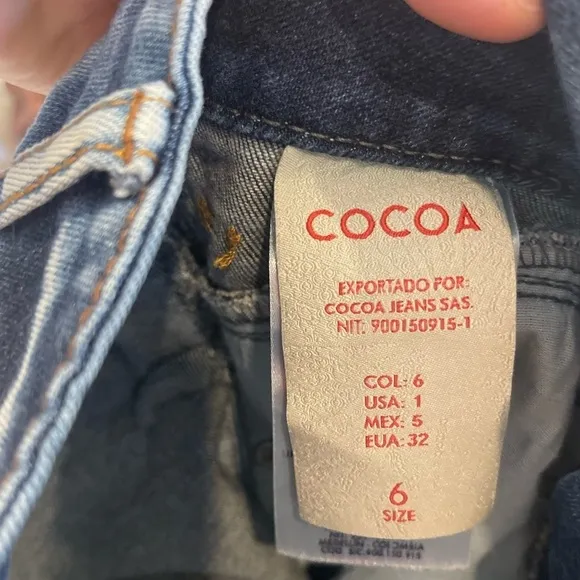 COCOA
EXPORTADO POR:
COCOA JEANS SAS.
NIT: 900150915-1
COL: 6
USA: 1
MEX: 5
EUA: 32
6
SIZE